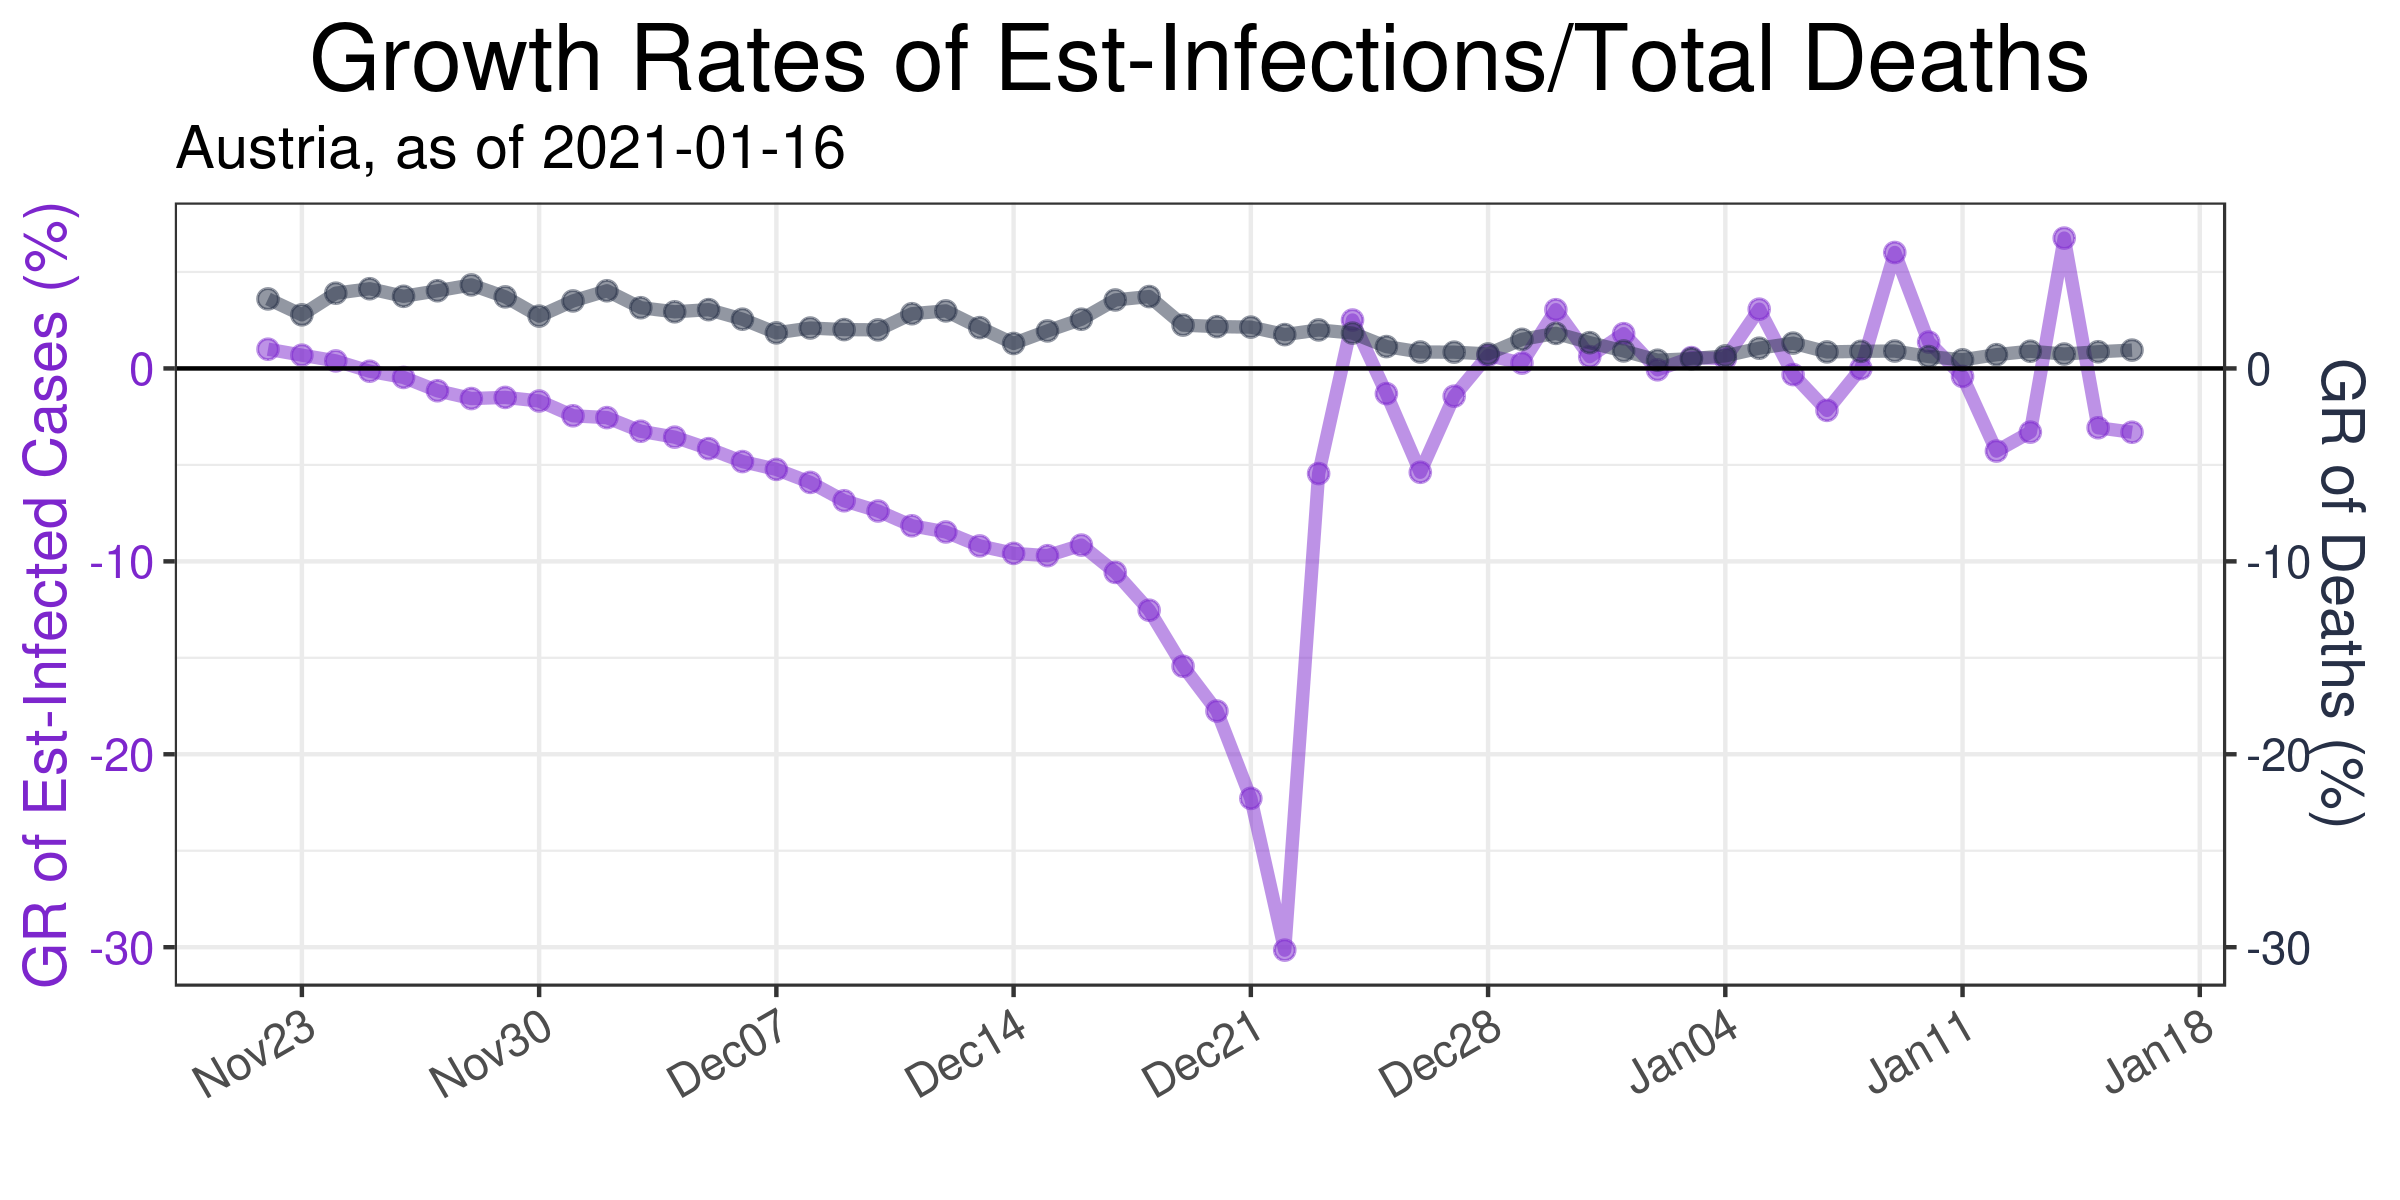 Growth Rates of Est-Infections/Total Deaths
Austria, as of 2021-01-16
GR of Est-Infected Cases (%)
0
-10
-20
-30
0
-10
-20
-30
GR of Deaths (%)
Nov23
Nov30
Dec07
Dec14
Dec21
Dec28
Jan04
Jan11
Jan18